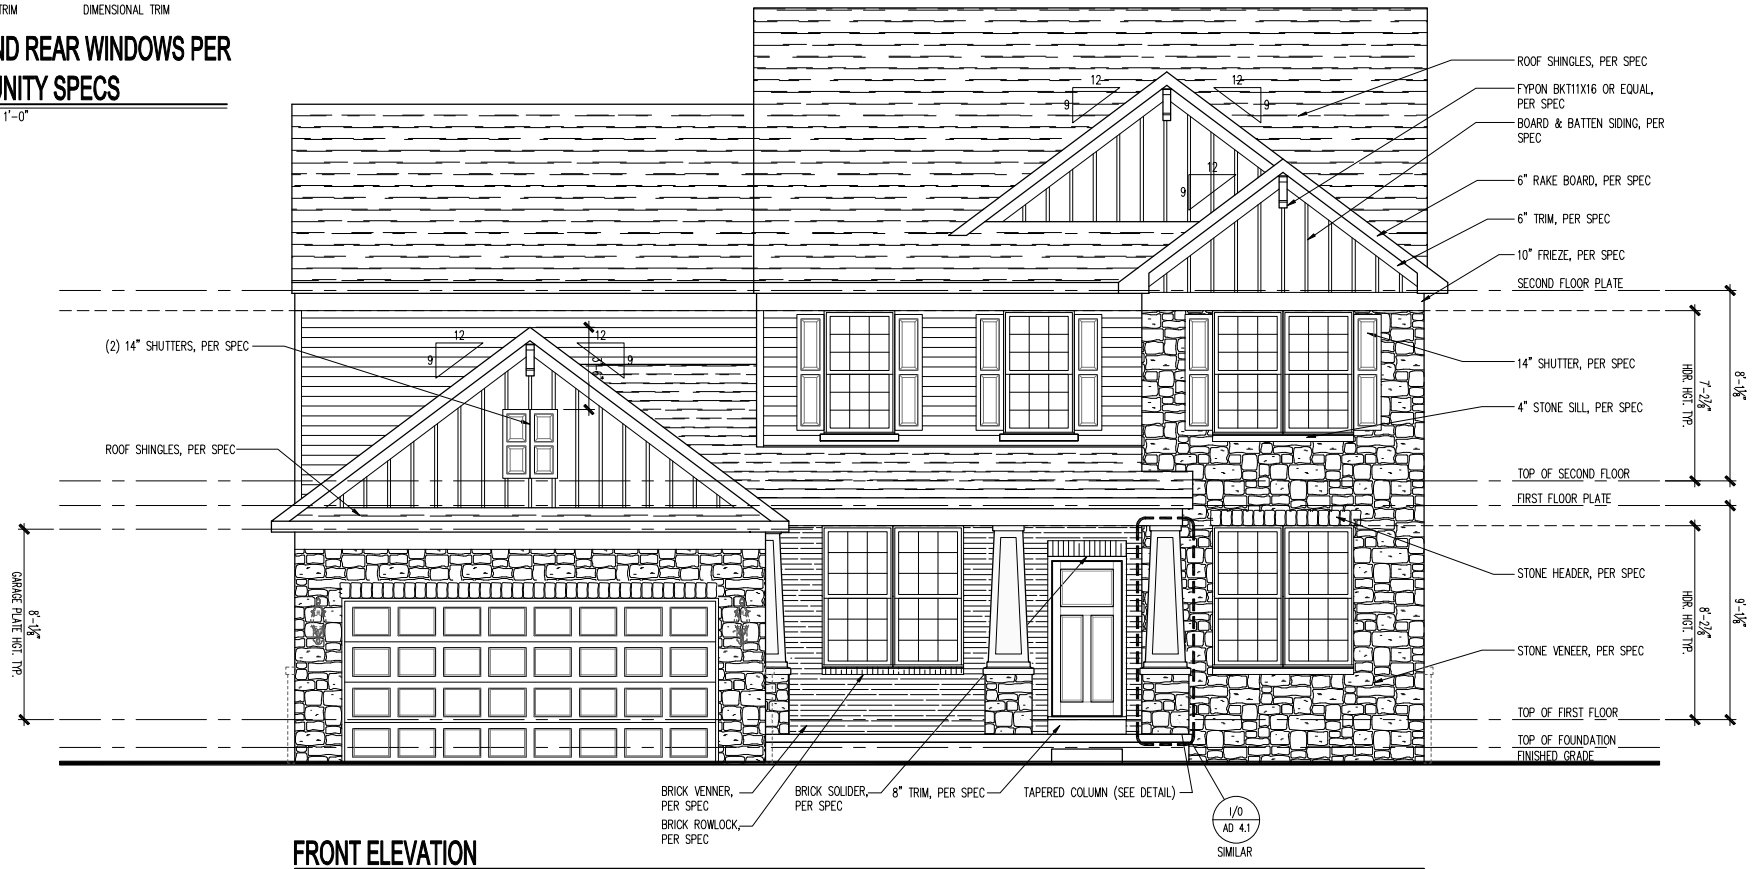 TRIM
DIMENSIONAL TRIM
ND REAR WINDOWS PER
UNITY SPECS
1'-0"
12
9
12
9
12
9
ROOF SHINGLES, PER SPEC
FYPON BKT11X16 OR EQUAL,
PER SPEC
BOARD & BATTEN SIDING, PER
SPEC
6" RAKE BOARD, PER SPEC
6" TRIM, PER SPEC
10" FRIEZE, PER SPEC
SECOND FLOOR PLATE
(2) 14" SHUTTERS, PER SPEC
12
9
12
9
14" SHUTTER, PER SPEC
4" STONE SILL, PER SPEC
7'-2⅞"
HDR. HGT. TYP.
8'-1⅛"
ROOF SHINGLES, PER SPEC
TOP OF SECOND FLOOR
FIRST FLOOR PLATE
STONE HEADER, PER SPEC
8'-2⅞"
HDR. HGT. TYP.
9'-1⅛"
8'-1⅛"
GARAGE PLATE HGT. TYP.
STONE VENEER, PER SPEC
TOP OF FIRST FLOOR
TOP OF FOUNDATION
FINISHED GRADE
BRICK VENNER,
PER SPEC
BRICK ROWLOCK,
PER SPEC
BRICK SOLIDER,
PER SPEC
8" TRIM, PER SPEC
TAPERED COLUMN (SEE DETAIL)
1/0
AD 4.1
SIMILAR
FRONT ELEVATION